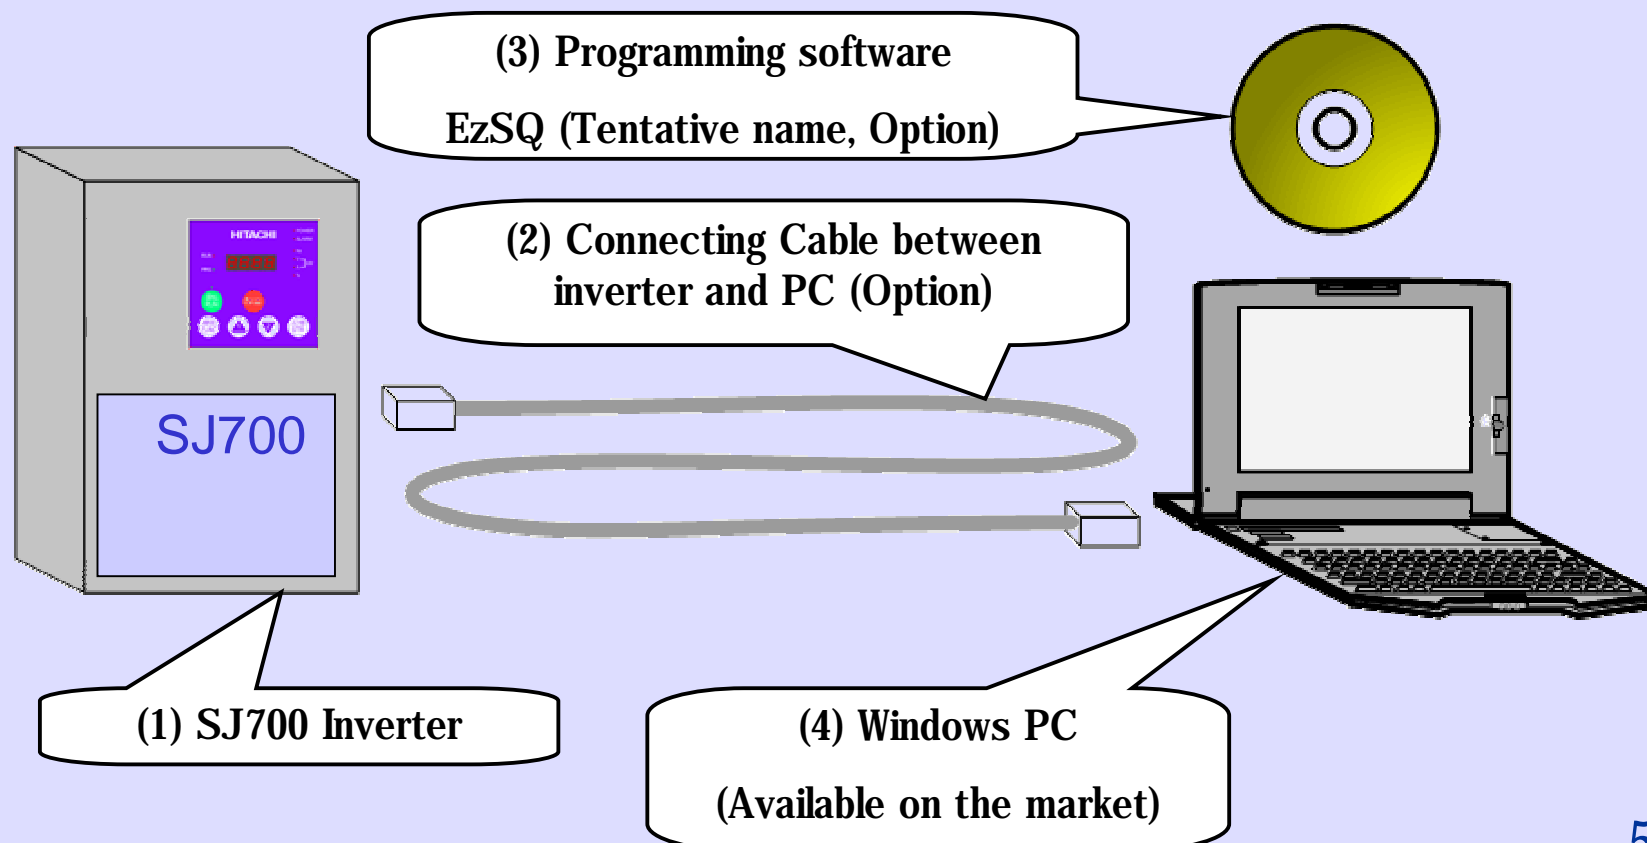 (3) Programming software
EzSQ (Tentative name, Option)
(2) Connecting Cable between
inverter and PC (Option)
HITACHI
SJ700
(1) SJ700 Inverter
(4) Windows PC
(Available on the market)
5